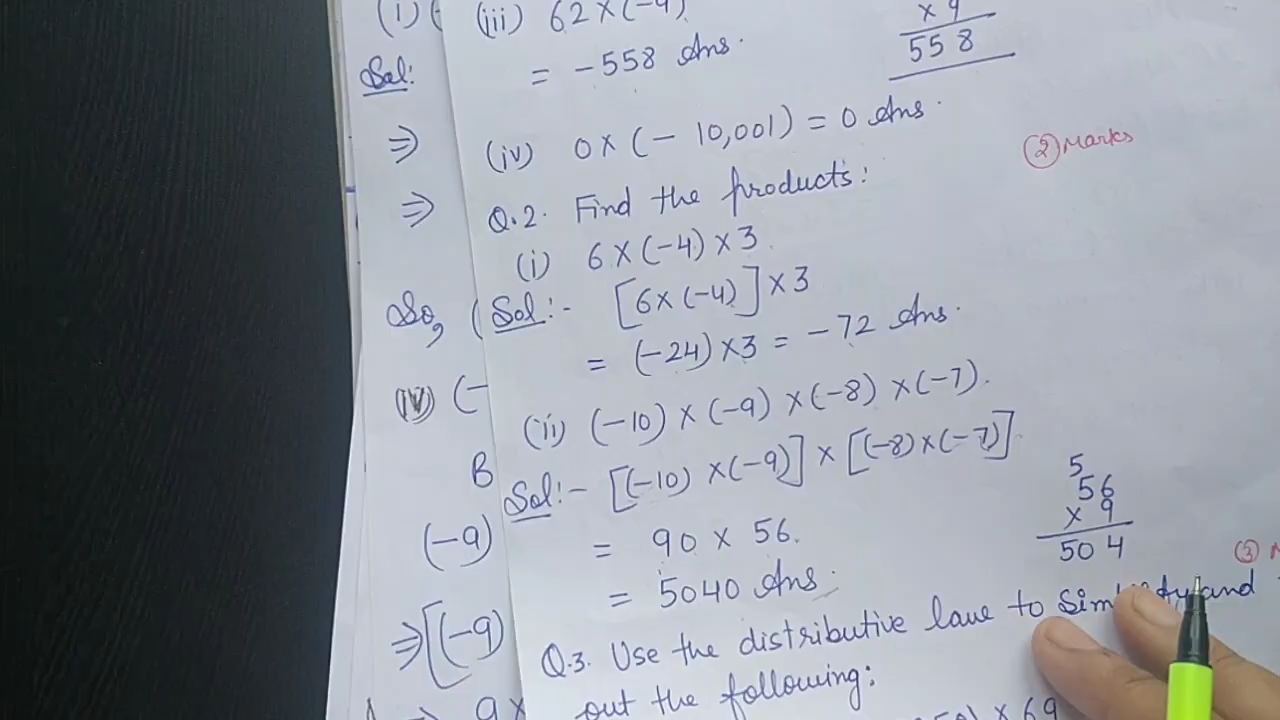 (i) (
Sol:
⇒
⇒
So, (
(IV) (-
B
(-9)
⇒[(-9)
9×
(iii) 62×(-9)
= -558 Ans.
× 9
558
(iv) 0×(- 10,001) = 0 Ans.
(2) Marks
Q.2. Find the products:
(i) 6×(-4)×3.
Sol:- [6×(-4)]×3
= (-24)×3 = -72 Ans.
(ii) (-10)×(-9)×(-8)×(-7).
Sol:- [(-10)×(-9)]×[(-8)×(-7)]
= 90 × 56.
= 5040 Ans.
5
56
× 9
504
(3)
Q.3. Use the distributive lawe to and
out the following:
× 69